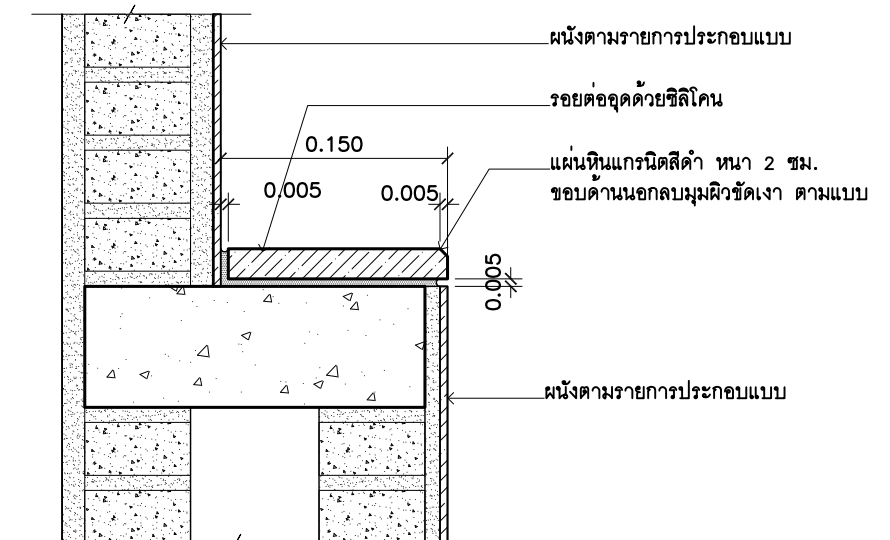 ผนังตามรายการประกอบแบบ
รอยต่ออุดด้วยซิลิโคน
0.150
แผ่นหินแกรนิตสีดำ หนา 2 ซม.
ขอบด้านนอกลบมุมผิวขัดเงา ตามแบบ
0.005
0.005
0.005
ผนังตามรายการประกอบแบบ